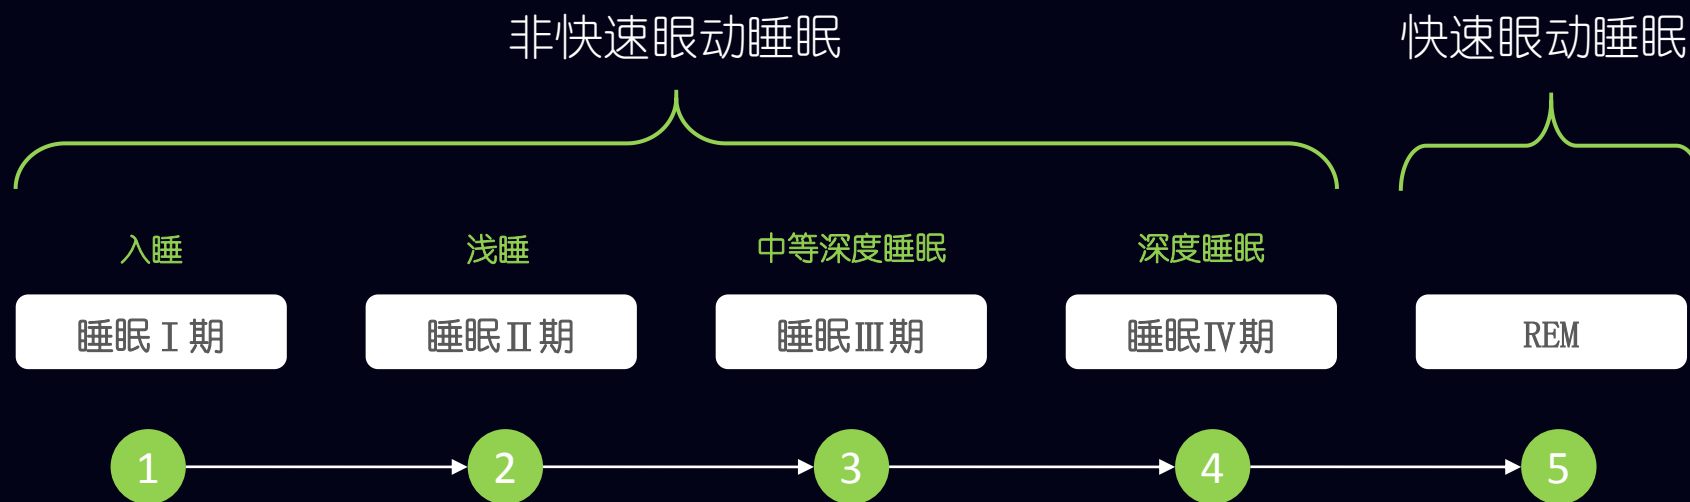 非快速眼动睡眠
快速眼动睡眠
入睡
浅睡
中等深度睡眠
深度睡眠
睡眠Ⅰ期
睡眠Ⅱ期
睡眠Ⅲ期
睡眠Ⅳ期
REM
1
2
3
4
5